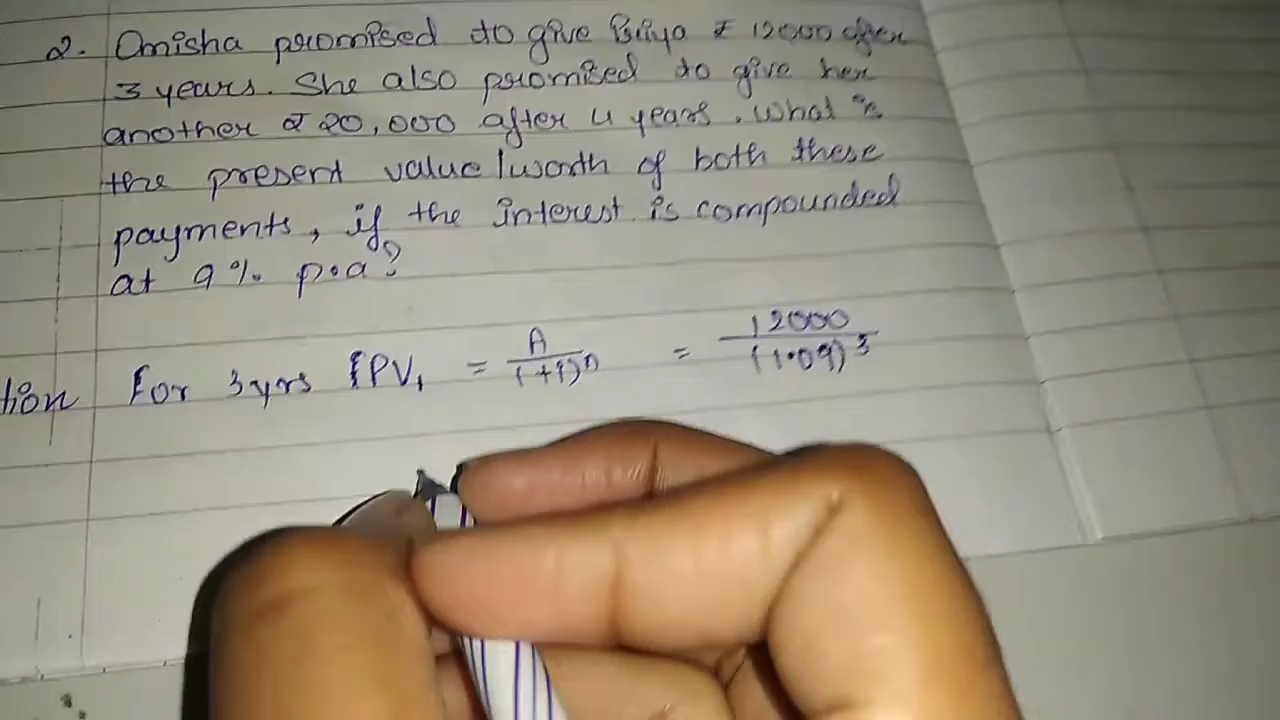 2. Omisha promised to give Priya ₹ 12000 after
3 years. She also promised to give her
another ₹ 20,000 after 4 years. What is
the present value/worth of both these
payments, if the interest is compounded
at 9% p.a?
tion For 3yrs PV₁ = A/(1+i)ⁿ = 12000/(1.09)³